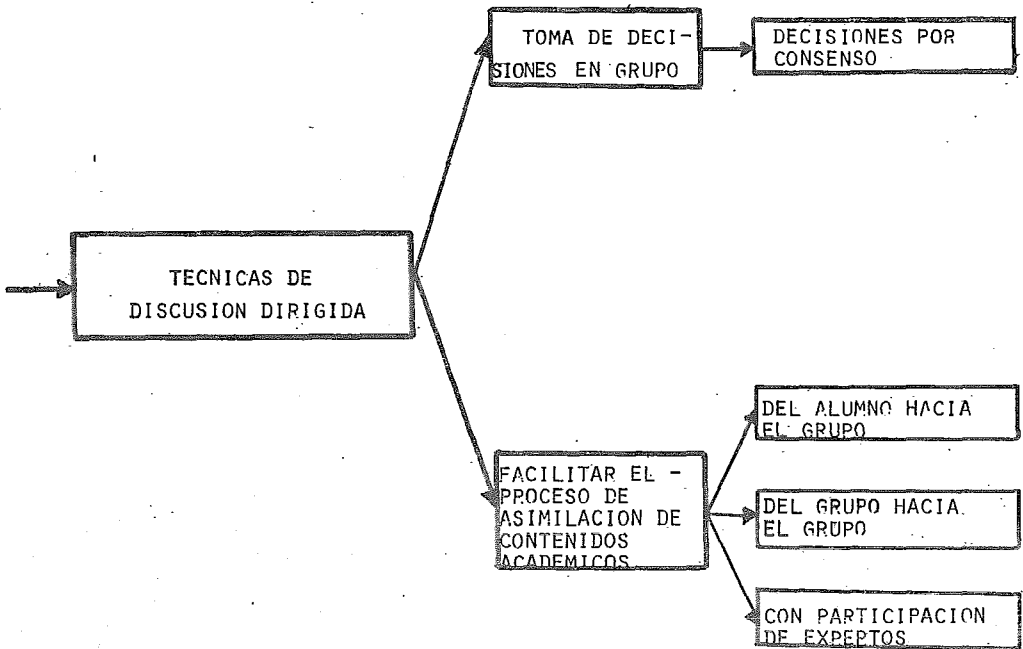 TOMA DE DECI-
SIONES EN GRUPO
DECISIONES POR
CONSENSO
TECNICAS DE
DISCUSION DIRIGIDA
FACILITAR EL -
PROCESO DE
ASIMILACION DE
CONTENIDOS
ACADEMICOS
DEL ALUMNO HACIA
EL GRUPO
DEL GRUPO HACIA
EL GRUPO
CON PARTICIPACION
DE EXPERTOS